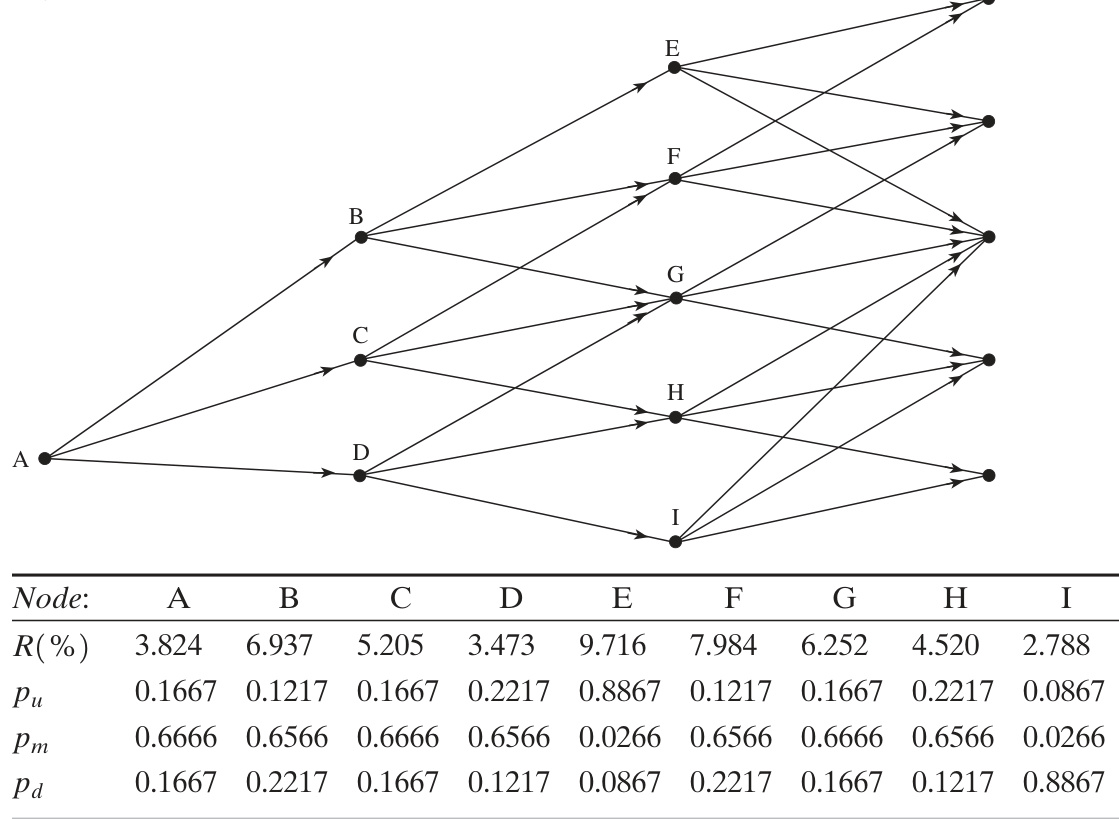 E
F
B
G
C
H
D
A
I
Node: A B C D E F G H I
R(%) 3.824 6.937 5.205 3.473 9.716 7.984 6.252 4.520 2.788
pu 0.1667 0.1217 0.1667 0.2217 0.8867 0.1217 0.1667 0.2217 0.0867
pm 0.6666 0.6566 0.6666 0.6566 0.0266 0.6566 0.6666 0.6566 0.0266
pd 0.1667 0.2217 0.1667 0.1217 0.0867 0.2217 0.1667 0.1217 0.8867